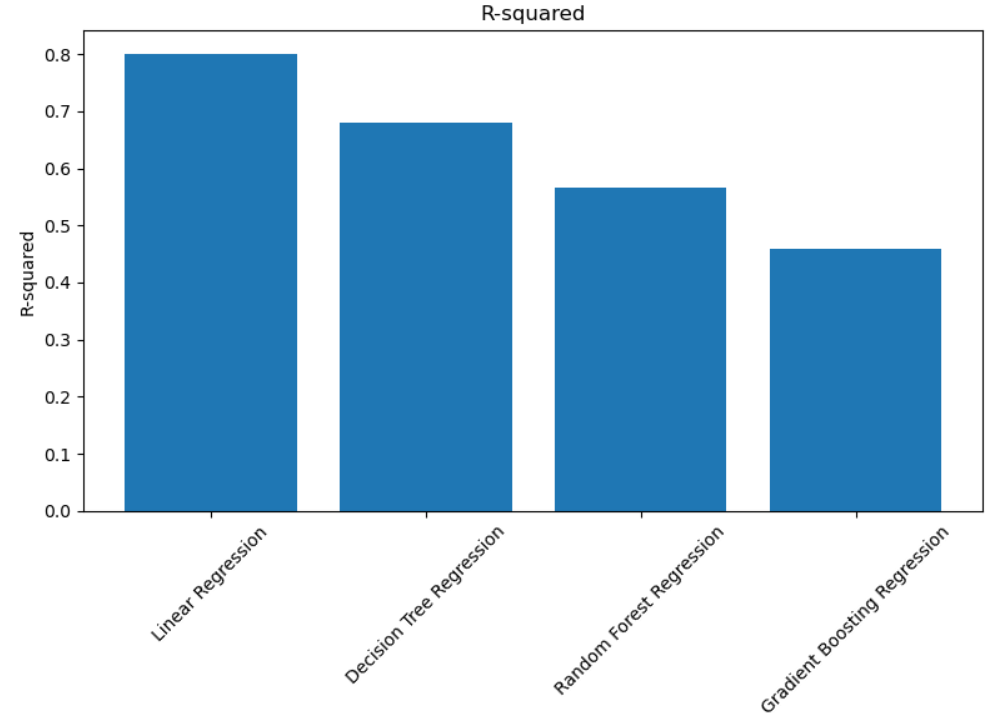 R-squared
R-squared
0.8
0.7
0.6
0.5
0.4
0.3
0.2
0.1
0.0
Linear Regression
Decision Tree Regression
Random Forest Regression
Gradient Boosting Regression